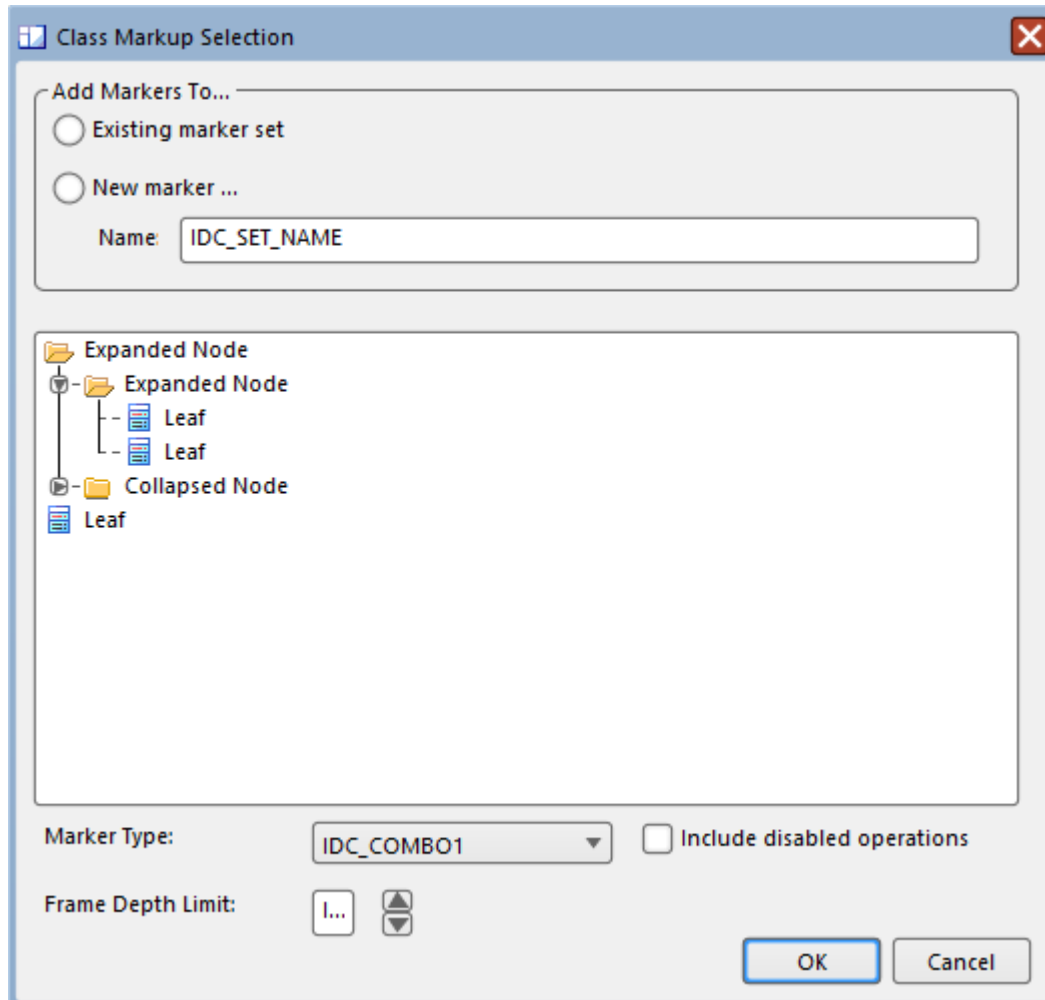 Class Markup Selection
Add Markers To...
Existing marker set
New marker ...
Name: IDC_SET_NAME
Expanded Node
Expanded Node
Leaf
Leaf
Collapsed Node
Leaf
Marker Type: IDC_COMBO1 Include disabled operations
Frame Depth Limit: I...
OK Cancel